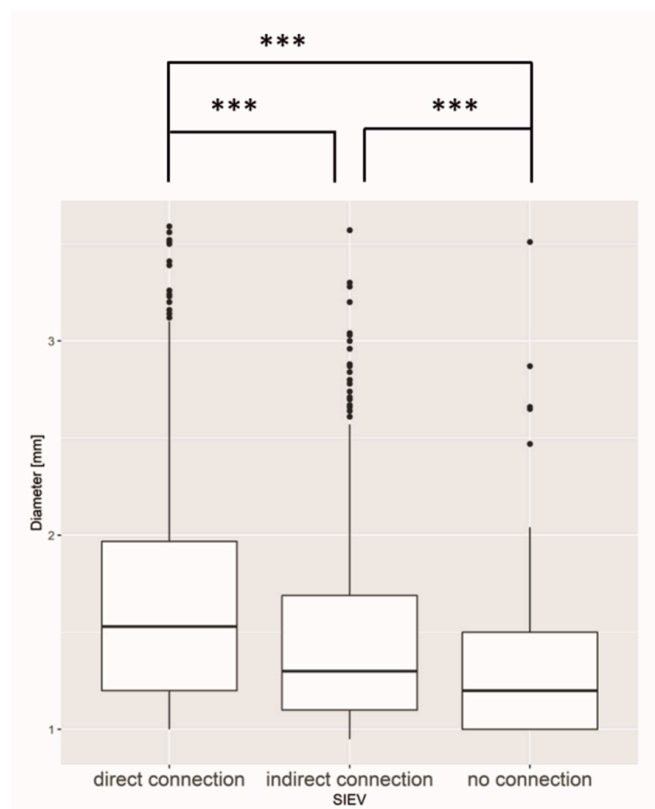 ***
*** ***
3
Diameter [mm]
2
1
direct connection indirect connection no connection
SIEV